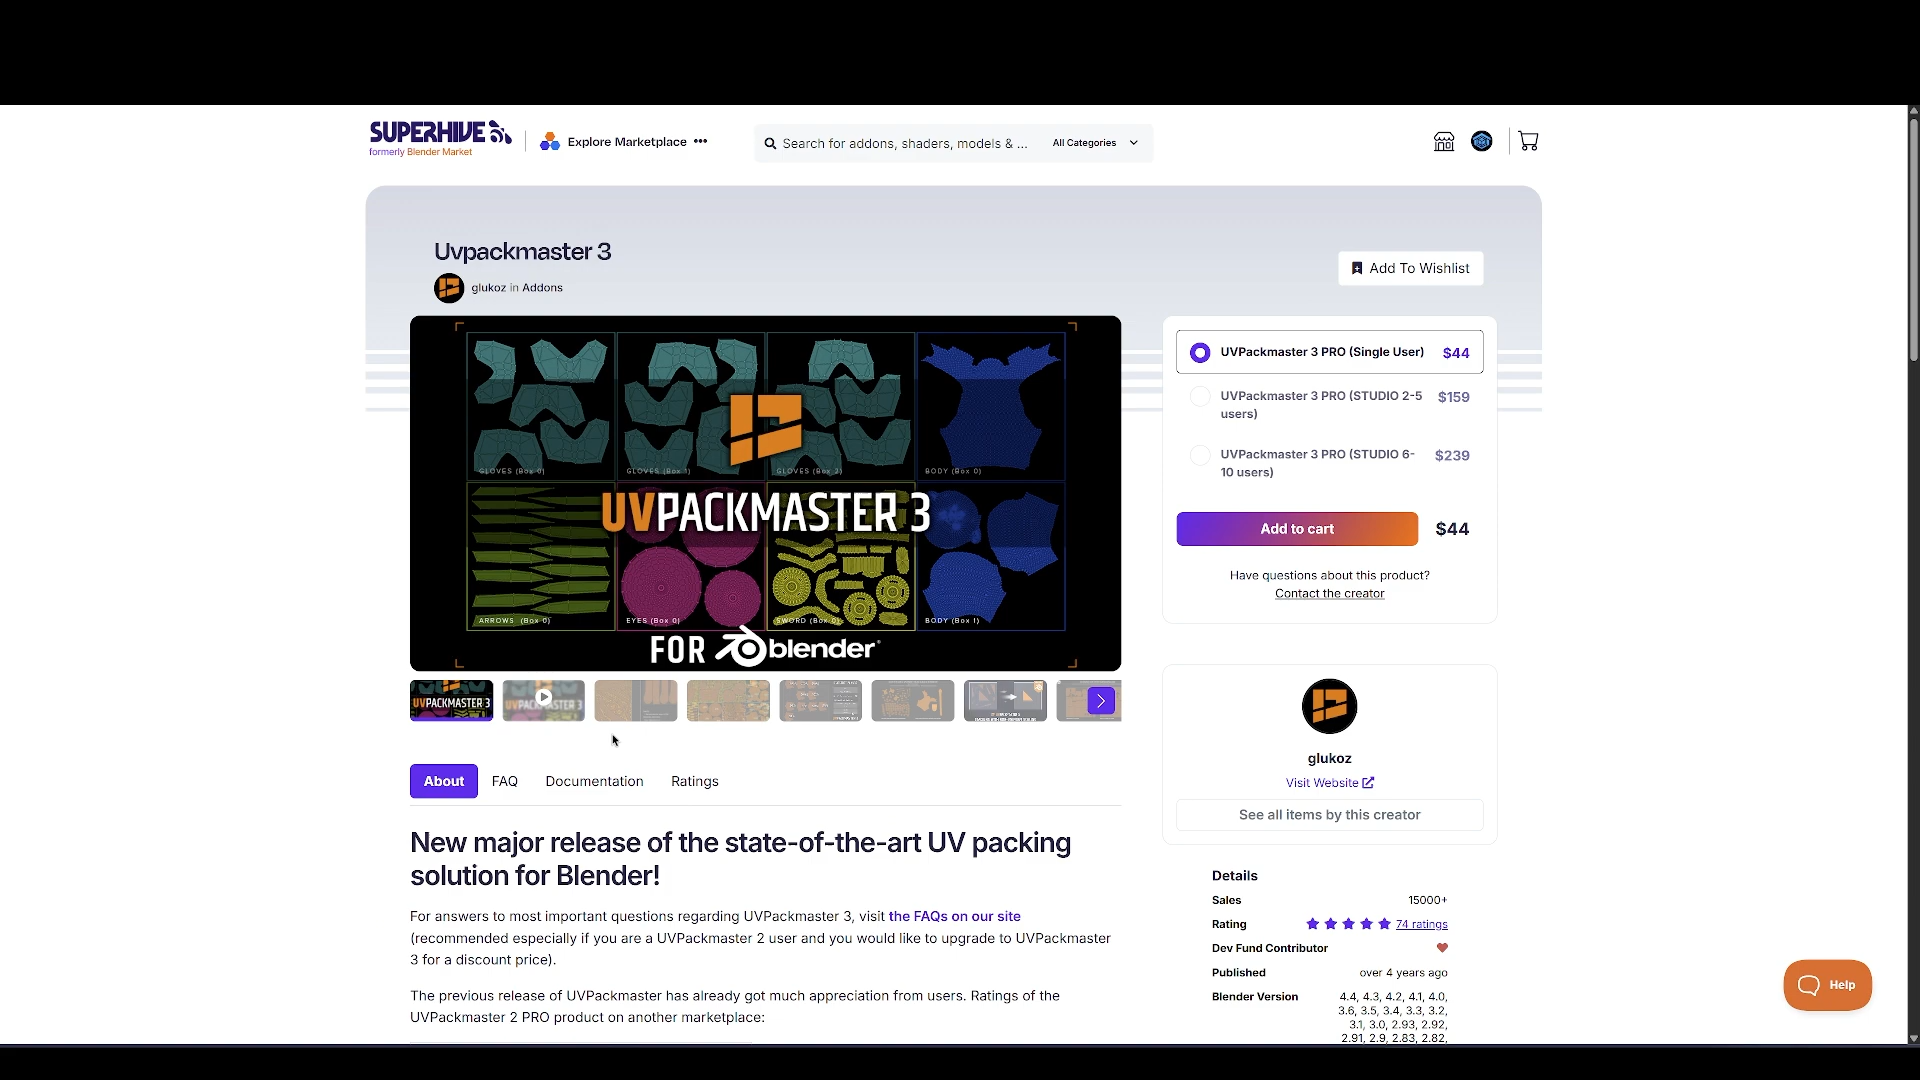 SUPERHIVE
formerly Blender Market
Explore Marketplace •••
Search for addons, shaders, models & ...
All Categories
Uvpackmaster 3
glukoz in Addons
Add To Wishlist
GLOVES (Box 0)
GLOVES (Box 1)
GLOVES (Box 2)
BODY (Box 0)
UVPACKMASTER 3
ARROWS (Box 0)
EYES (Box 0)
SWORD (Box 0)
BODY (Box 1)
FOR blender
UVPACKMASTER 3
UVPackmaster 3 PRO (Single User) $44
UVPackmaster 3 PRO (STUDIO 2-5 $159
users)
UVPackmaster 3 PRO (STUDIO 6- $239
10 users)
Add to cart $44
Have questions about this product?
Contact the creator
glukoz
Visit Website
See all items by this creator
About
FAQ
Documentation
Ratings
New major release of the state-of-the-art UV packing
solution for Blender!
For answers to most important questions regarding UVPackmaster 3, visit the FAQs on our site
(recommended especially if you are a UVPackmaster 2 user and you would like to upgrade to UVPackmaster
3 for a discount price).
The previous release of UVPackmaster has already got much appreciation from users. Ratings of the
UVPackmaster 2 PRO product on another marketplace:
Details
Sales 15000+
Rating 74 ratings
Dev Fund Contributor
Published over 4 years ago
Blender Version 4.4, 4.3, 4.2, 4.1, 4.0,
3.6, 3.5, 3.4, 3.3, 3.2,
3.1, 3.0, 2.93, 2.92,
2.91, 2.9, 2.83, 2.82,
Help